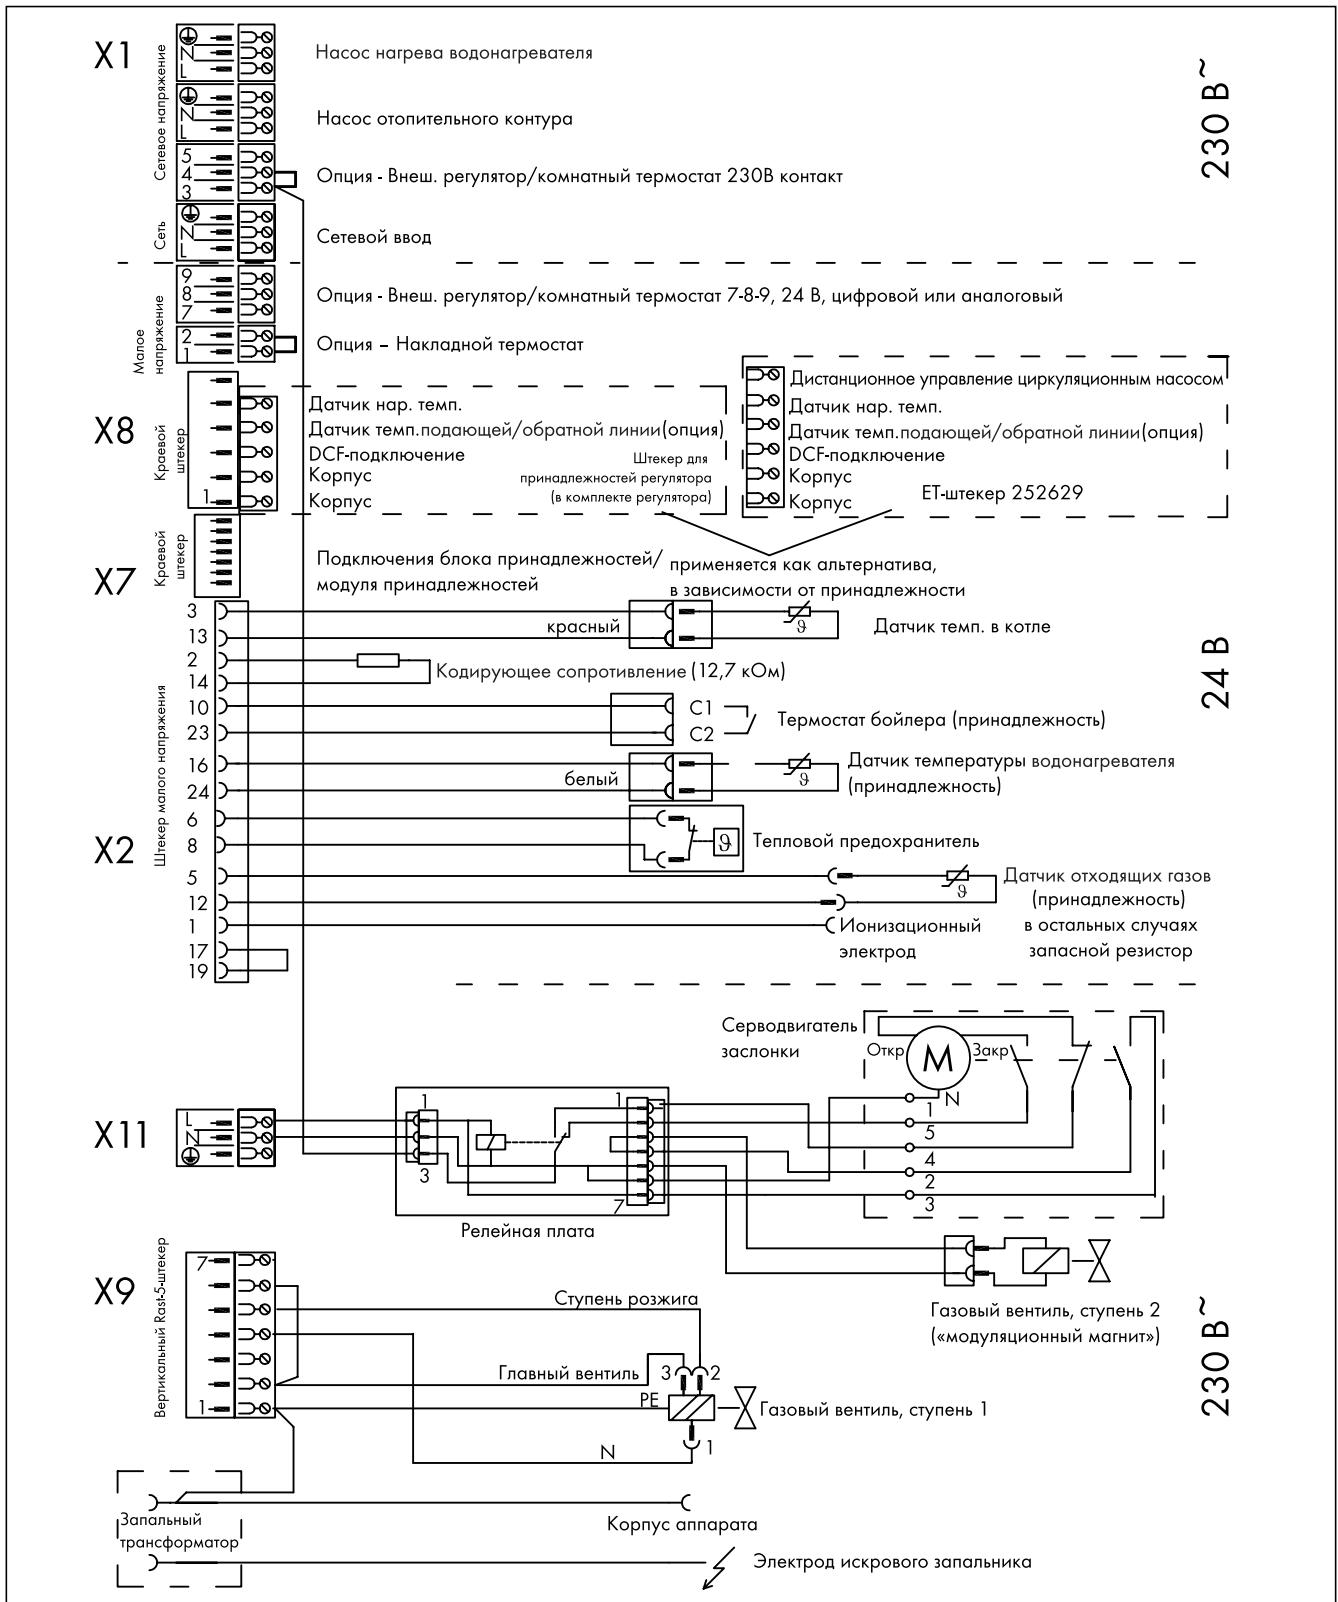 X1
Сетевое напряжение
N
L
Насос нагрева водонагревателя
N
L
Насос отопительного контура
5
4
3
Опция - Внеш. регулятор/комнатный термостат 230В контакт
230 В~
Сеть
N
L
Сетевой ввод
Малое
напряжение
9
8
7
Опция - Внеш. регулятор/комнатный термостат 7-8-9, 24 В, цифровой или аналоговый
2
1
Опция – Накладной термостат
X8
Краевой
штекер
1
Датчик нар. темп.
Датчик темп.подающей/обратной линии(опция)
DCF-подключение
Корпус
Корпус
Штекер для
принадлежностей регулятора
(в комплекте регулятора)
Дистанционное управление циркуляционным насосом
Датчик нар. темп.
Датчик темп.подающей/обратной линии(опция)
DCF-подключение
Корпус
Корпус
ET-штекер 252629
X7
Краевой
штекер
Подключения блока принадлежностей/
модуля принадлежностей
применяется как альтернатива,
в зависимости от принадлежности
X2
Штекер малого напряжения
24 В
3
13
красный
ϑ
Датчик темп. в котле
2
14
Кодирующее сопротивление (12,7 кОм)
10
23
C1
C2
Термостат бойлера (принадлежность)
16
24
белый
ϑ
Датчик температуры водонагревателя
(принадлежность)
6
8
ϑ
Тепловой предохранитель
5
12
ϑ
Датчик отходящих газов
(принадлежность)
в остальных случаях
запасной резистор
1
Ионизационный
электрод
17
19
Серводвигатель
заслонки
Откр
M
Закр
N
1
5
4
2
3
X11
L
N
1
3
1
7
Релейная плата
X9
Вертикальный Rast-5-штекер
7
1
Ступень розжига
Главный вентиль
3
2
PE
1
N
Газовый вентиль, ступень 1
Газовый вентиль, ступень 2
(«модуляционный магнит»)
230 В~
Запальный
трансформатор
Корпус аппарата
Электрод искрового запальника